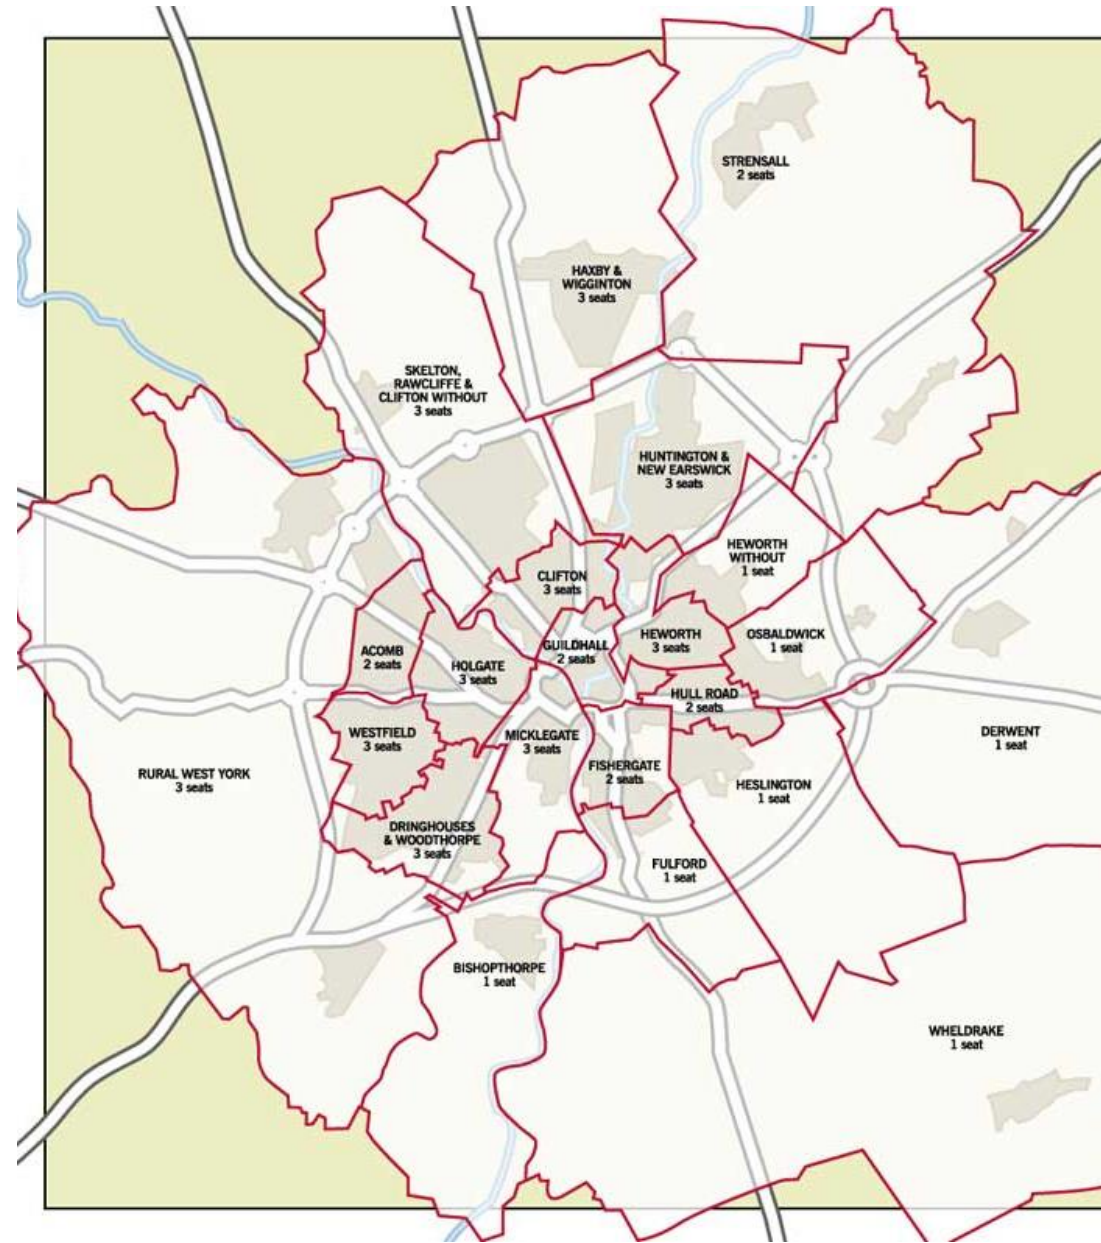 STRENSALL
2 seats
HAXBY &
WIGGINTON
3 seats
SKELTON,
RAWCLIFFE &
CLIFTON WITHOUT
3 seats
HUNTINGTON &
NEW EARSWICK
3 seats
HEWORTH
WITHOUT
1 seat
CLIFTON
3 seats
GUILDHALL
2 seats
HEWORTH
3 seats
OSBALDWICK
1 seat
ACOMB
2 seats
HOLGATE
3 seats
HULL ROAD
2 seats
WESTFIELD
3 seats
MICKLEGATE
3 seats
DERWENT
1 seat
FISHERGATE
2 seats
RURAL WEST YORK
3 seats
HESLINGTON
1 seat
DRINGHOUSES
& WOODTHORPE
3 seats
FULFORD
1 seat
BISHOPTHORPE
1 seat
WHELDRAKE
1 seat